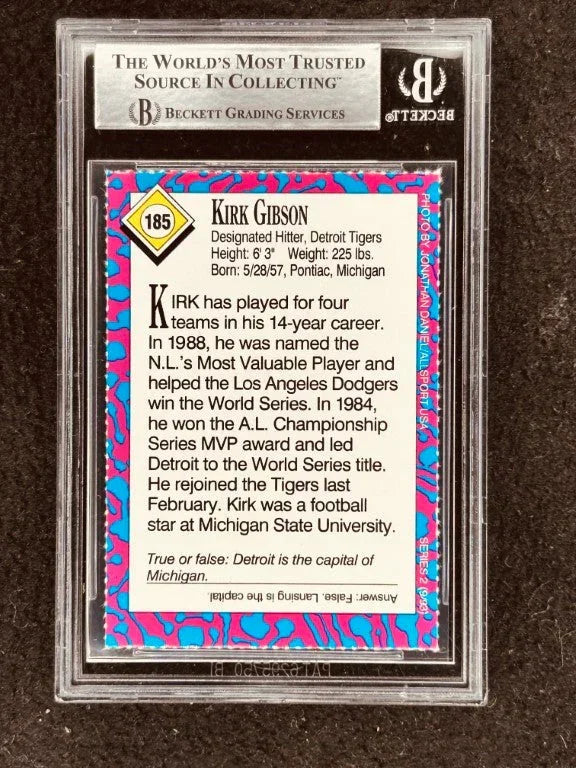 The World's Most Trusted
Source In Collecting™
B Beckett Grading Services
B
BECKETT®
185
Kirk Gibson
Designated Hitter, Detroit Tigers
Height: 6' 3" Weight: 225 lbs.
Born: 5/28/57, Pontiac, Michigan
KIRK has played for four
teams in his 14-year career.
In 1988, he was named the
N.L.'s Most Valuable Player and
helped the Los Angeles Dodgers
win the World Series. In 1984,
he won the A.L. Championship
Series MVP award and led
Detroit to the World Series title.
He rejoined the Tigers last
February. Kirk was a football
star at Michigan State University.
True or false: Detroit is the capital of
Michigan.
Answer: False. Lansing is the capital.
PHOTO BY JONATHAN DANIEL/ALLSPORT USA
SERIES 2 (9/93)